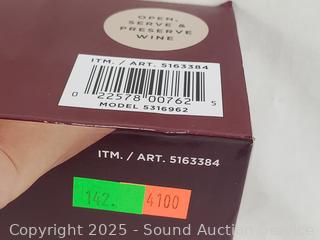 OPEN,
SERVE &
PRESERVE
WINE
ITM. / ART. 5163384
0 22578 00762 5
MODEL 5316962
ITM. / ART. 5163384
142. 4100
Copyright 2025 - Sound Auction Service